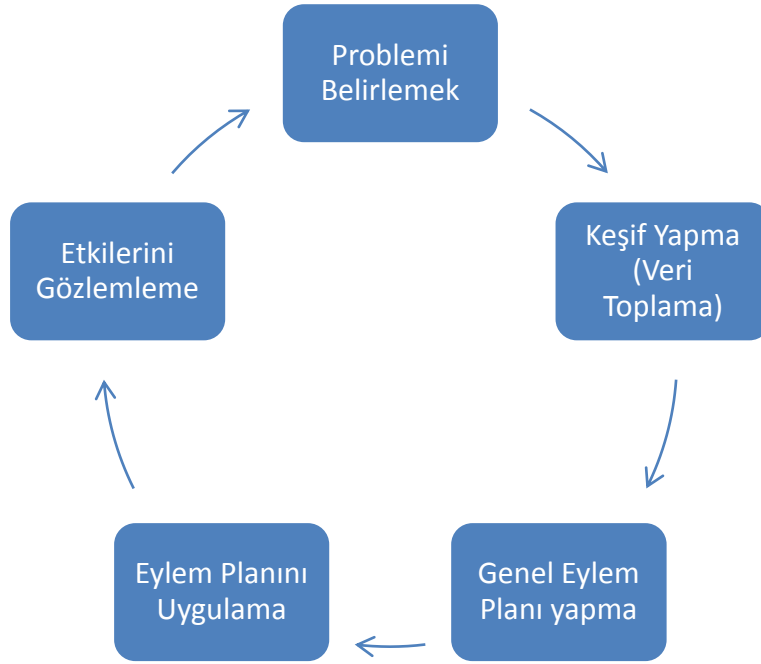 Problemi
Belirlemek
Keşif Yapma
(Veri
Toplama)
Genel Eylem
Planı yapma
Eylem Planını
Uygulama
Etkilerini
Gözlemleme